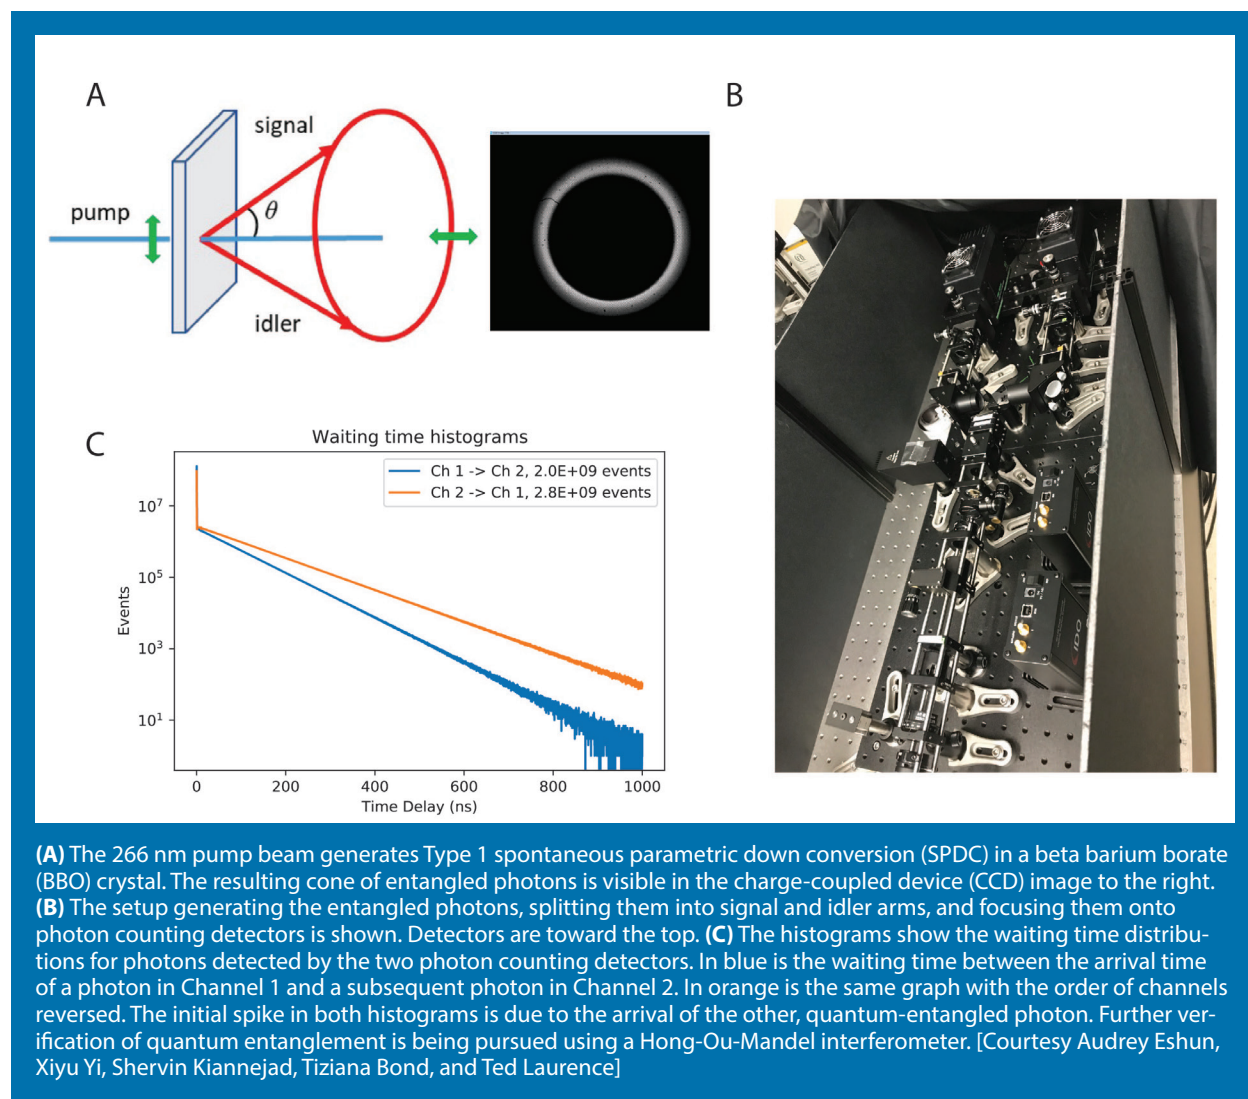 A
B
signal
pump
θ
idler
C
Waiting time histograms
Ch 1 -> Ch 2, 2.0E+09 events
Ch 2 -> Ch 1, 2.8E+09 events
10⁷
10⁵
10³
10¹
Events
0 200 400 600 800 1000
Time Delay (ns)
(A) The 266 nm pump beam generates Type 1 spontaneous parametric down conversion (SPDC) in a beta barium borate
(BBO) crystal. The resulting cone of entangled photons is visible in the charge-coupled device (CCD) image to the right.
(B) The setup generating the entangled photons, splitting them into signal and idler arms, and focusing them onto
photon counting detectors is shown. Detectors are toward the top. (C) The histograms show the waiting time distribu-
tions for photons detected by the two photon counting detectors. In blue is the waiting time between the arrival time
of a photon in Channel 1 and a subsequent photon in Channel 2. In orange is the same graph with the order of channels
reversed. The initial spike in both histograms is due to the arrival of the other, quantum-entangled photon. Further ver-
ification of quantum entanglement is being pursued using a Hong-Ou-Mandel interferometer. [Courtesy Audrey Eshun,
Xiyu Yi, Shervin Kiannejad, Tiziana Bond, and Ted Laurence]